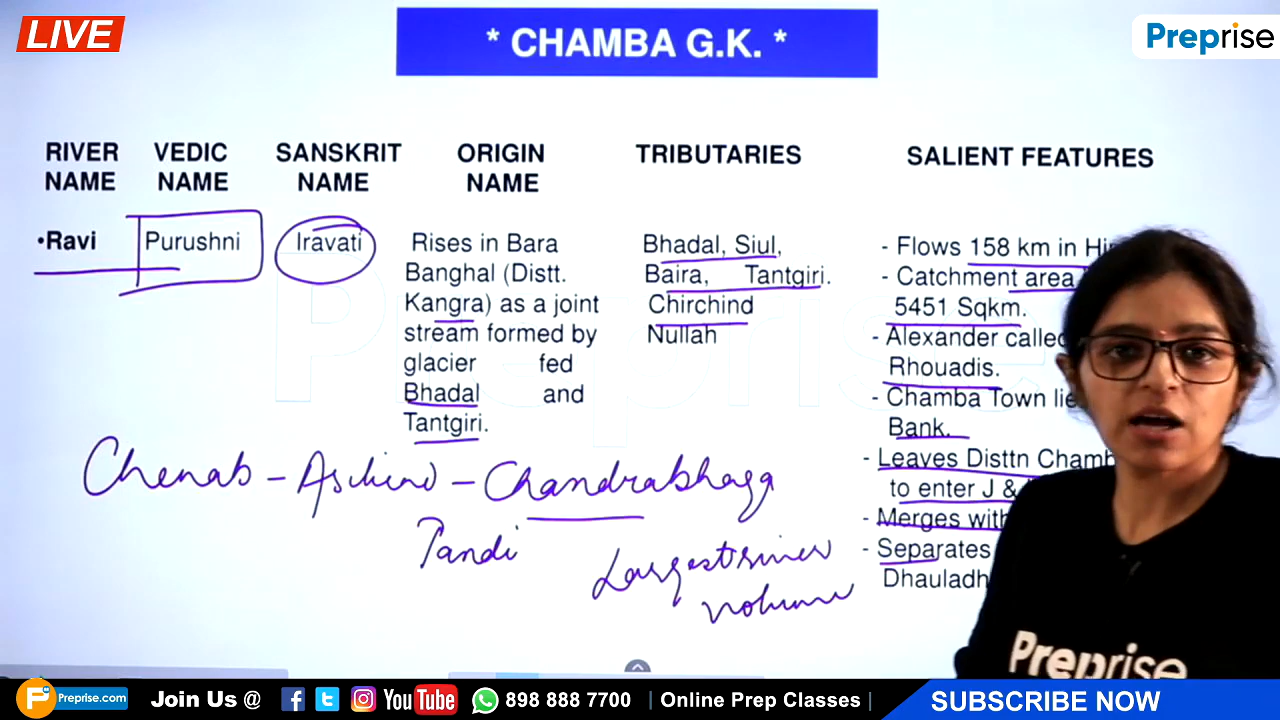 LIVE
* CHAMBA G.K. *
Preprise
RIVER NAME
VEDIC NAME
SANSKRIT NAME
ORIGIN NAME
TRIBUTARIES
SALIENT FEATURES
•Ravi
Purushni
Iravati
Rises in Bara
Banghal (Distt.
Kangra) as a joint
stream formed by
glacier fed
Bhadal and
Tantgiri.
Bhadal, Siul,
Baira, Tantgiri.
Chirchind
Nullah
- Flows 158 km in
- Catchment area
5451 Sqkm.
- Alexander called
Rhouadis.
- Chamba Town
Bank.
- Leaves Disttn Chamb
to enter J &
- Merges with
- Separates
Dhauladh
Chenab - Askind - Chandrabhaga
Tandi
Largest river
volume
Preprise
Preprise
Preprise.com
Join Us @
YouTube
898 888 7700
| Online Prep Classes |
SUBSCRIBE NOW